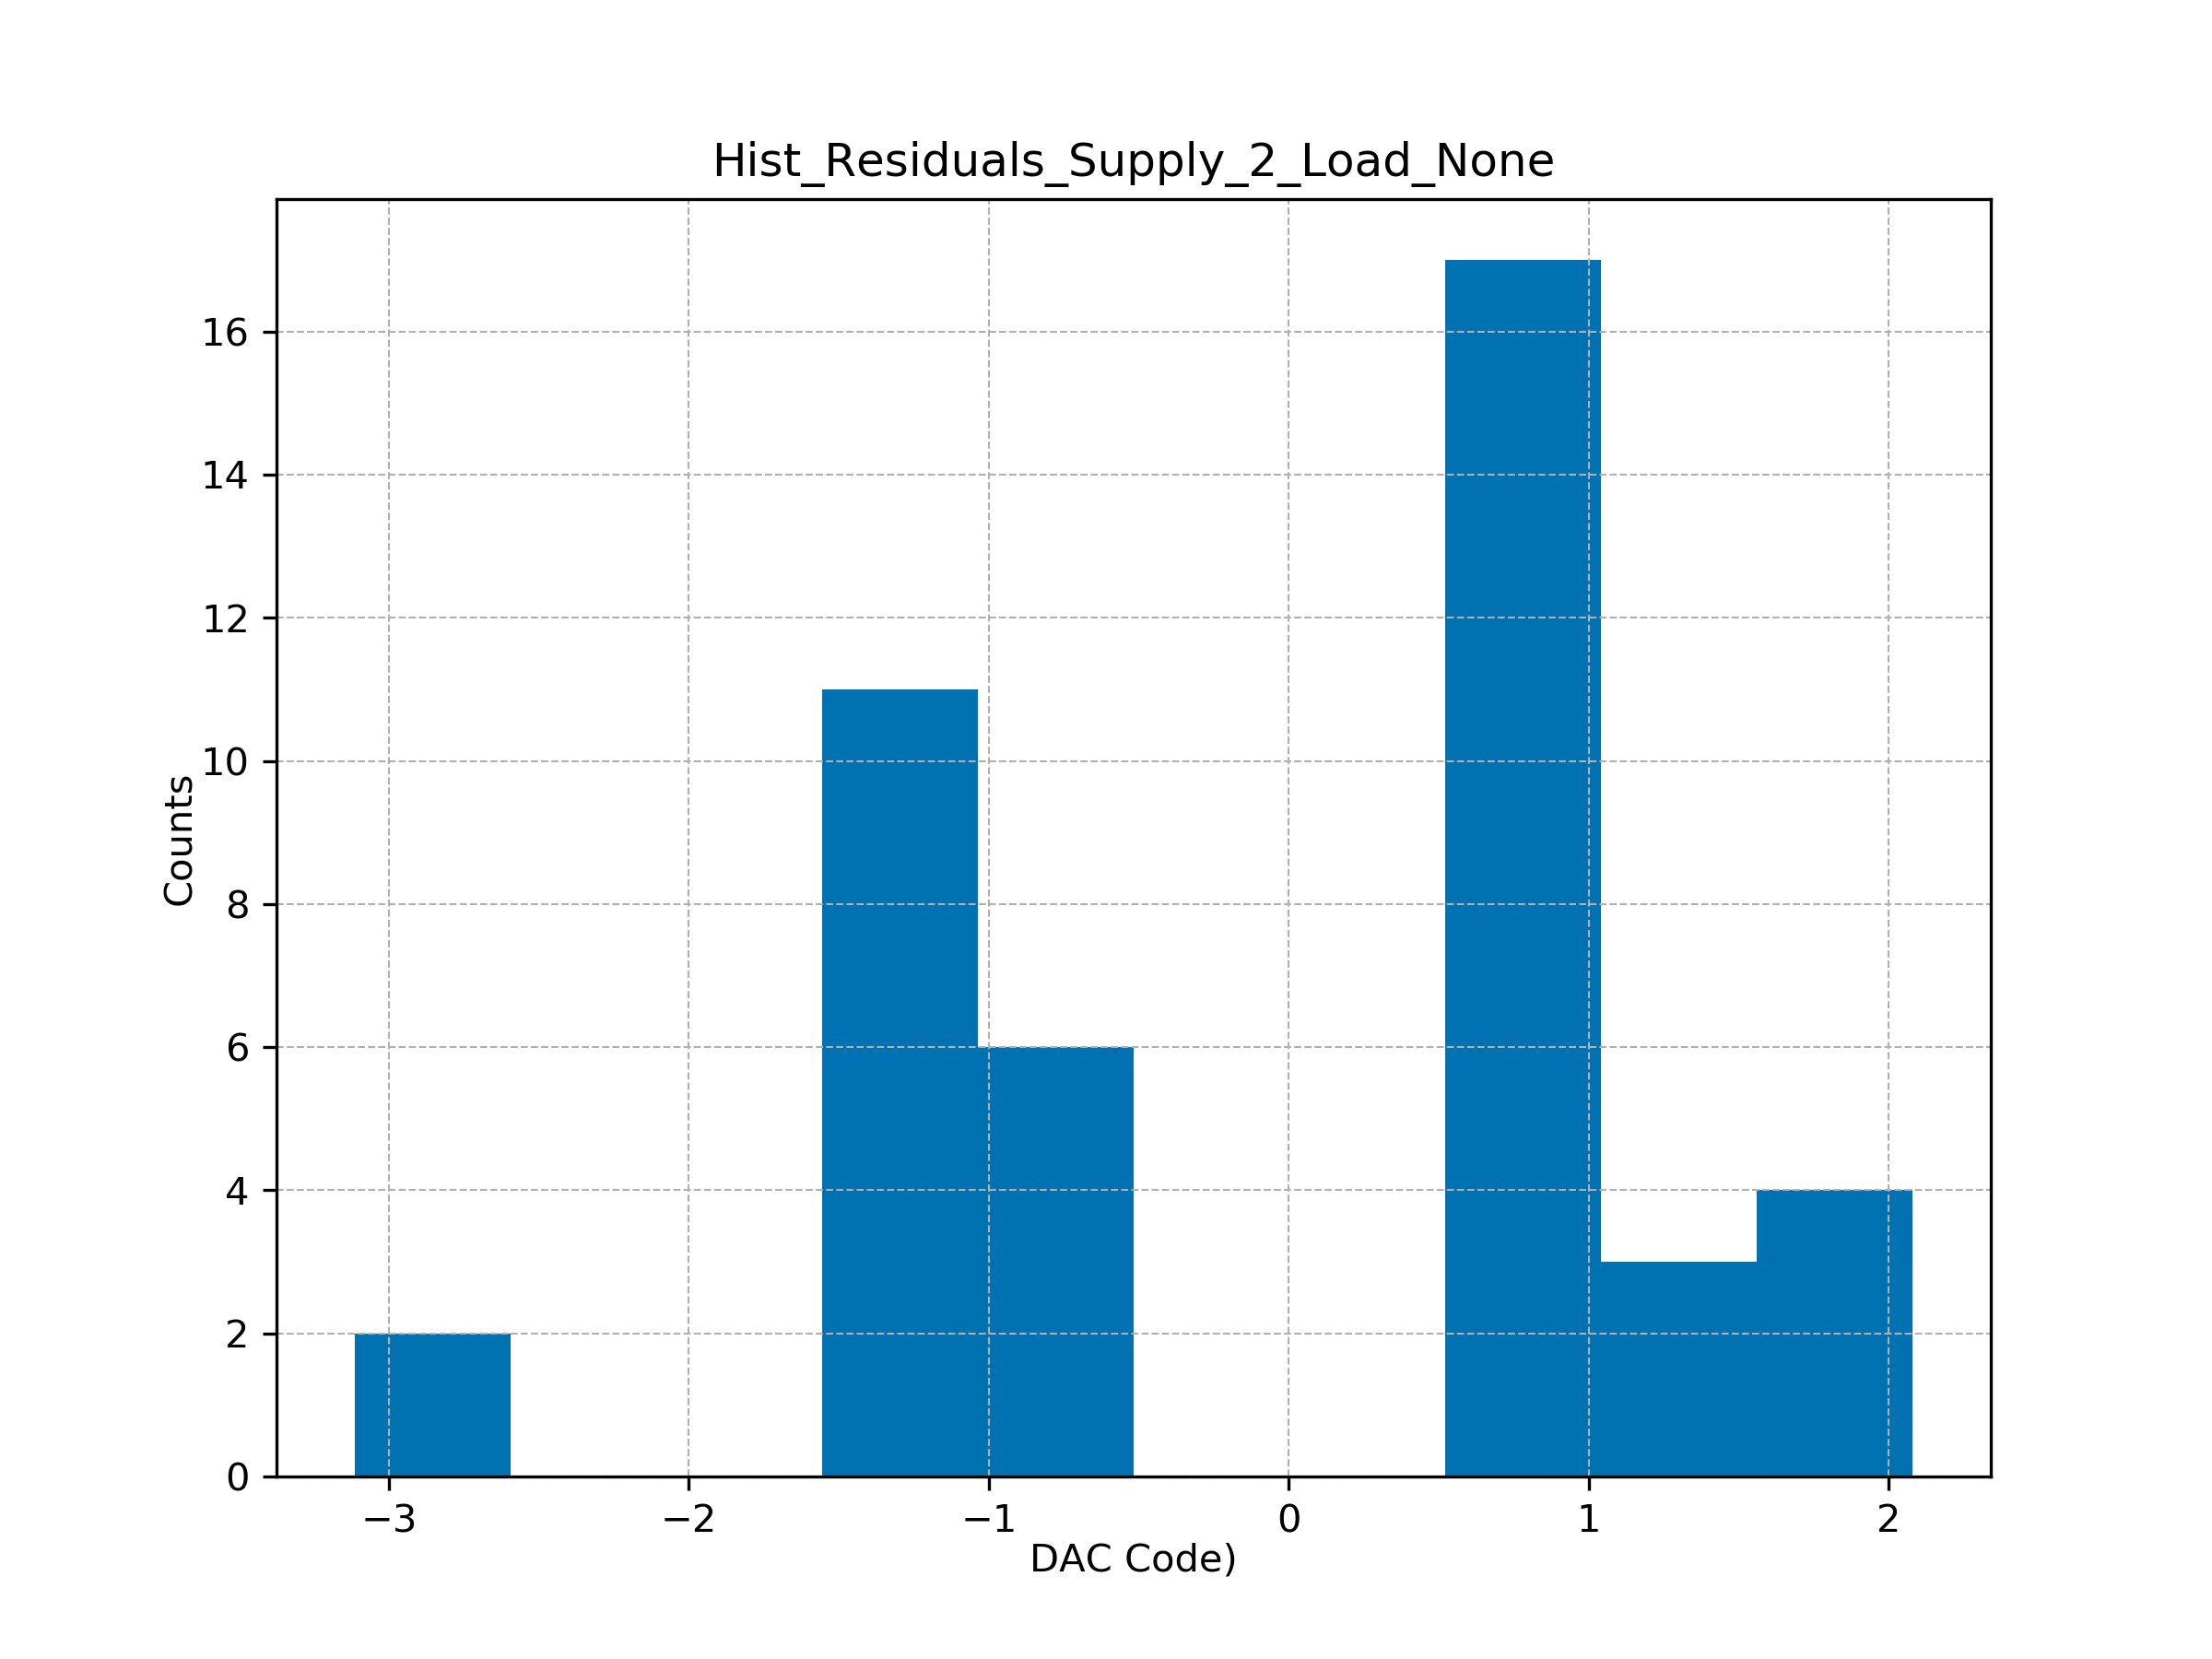 Hist_Residuals_Supply_2_Load_None
16
14
12
10
8
6
4
2
0
Counts
−3 −2 −1 0 1 2
DAC Code)